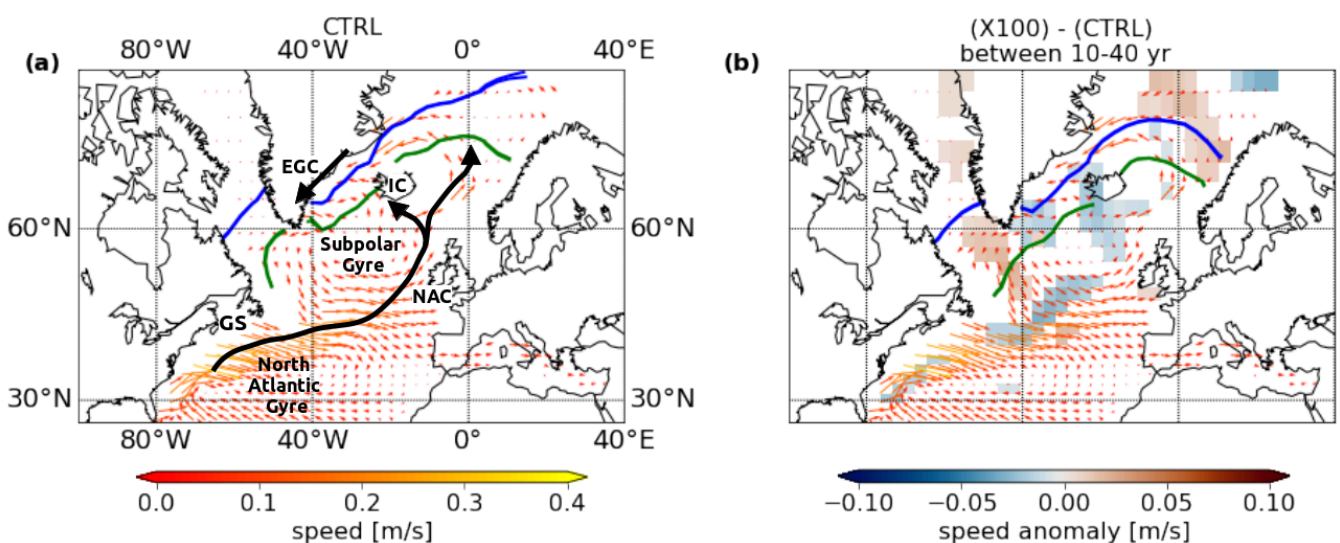 CTRL
80°W 40°W 0° 40°E
(a)
EGC
IC
60°N
Subpolar
Gyre
NAC
GS
North
Atlantic
Gyre
30°N
80°W 40°W 0° 40°E
0.0 0.1 0.2 0.3 0.4
speed [m/s]
(X100) - (CTRL)
between 10-40 yr
(b)
60°N
30°N
−0.10 −0.05 0.00 0.05 0.10
speed anomaly [m/s]